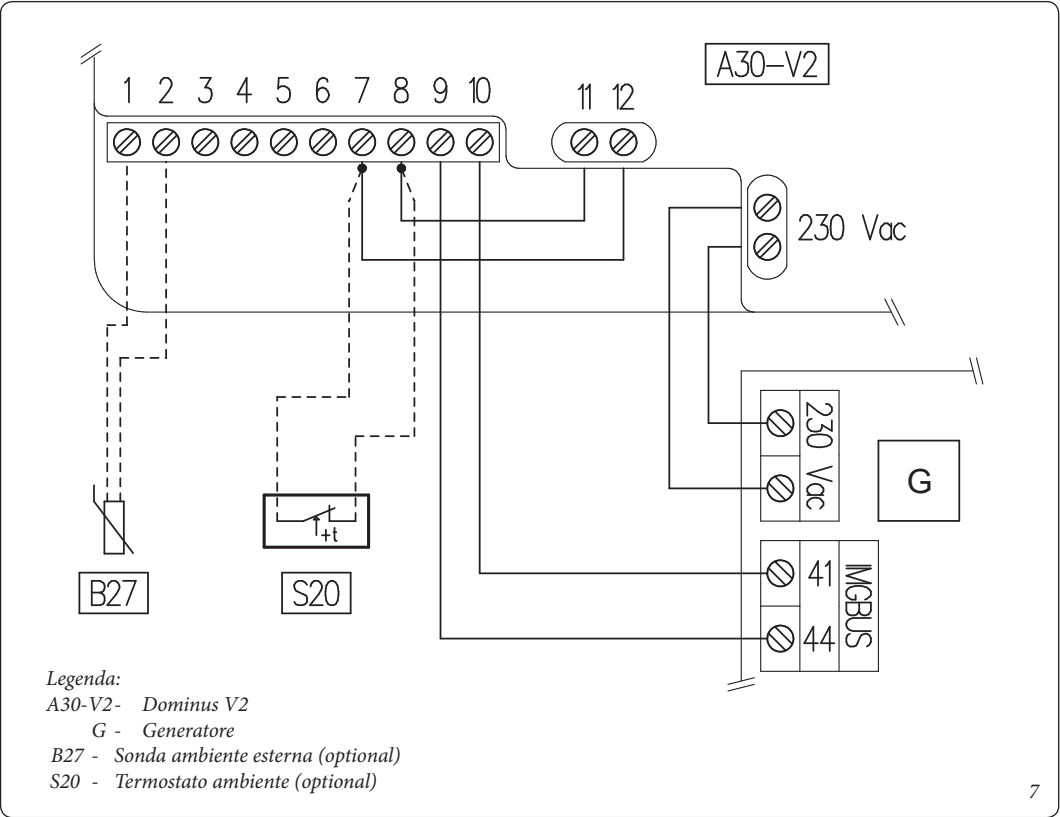 A30-V2
1 2 3 4 5 6 7 8 9 10 11 12
230 Vac
230 Vac
G
41
IMGBUS
44
B27
S20
+t
Legenda:
A30-V2 - Dominus V2
G - Generatore
B27 - Sonda ambiente esterna (optional)
S20 - Termostato ambiente (optional)
7